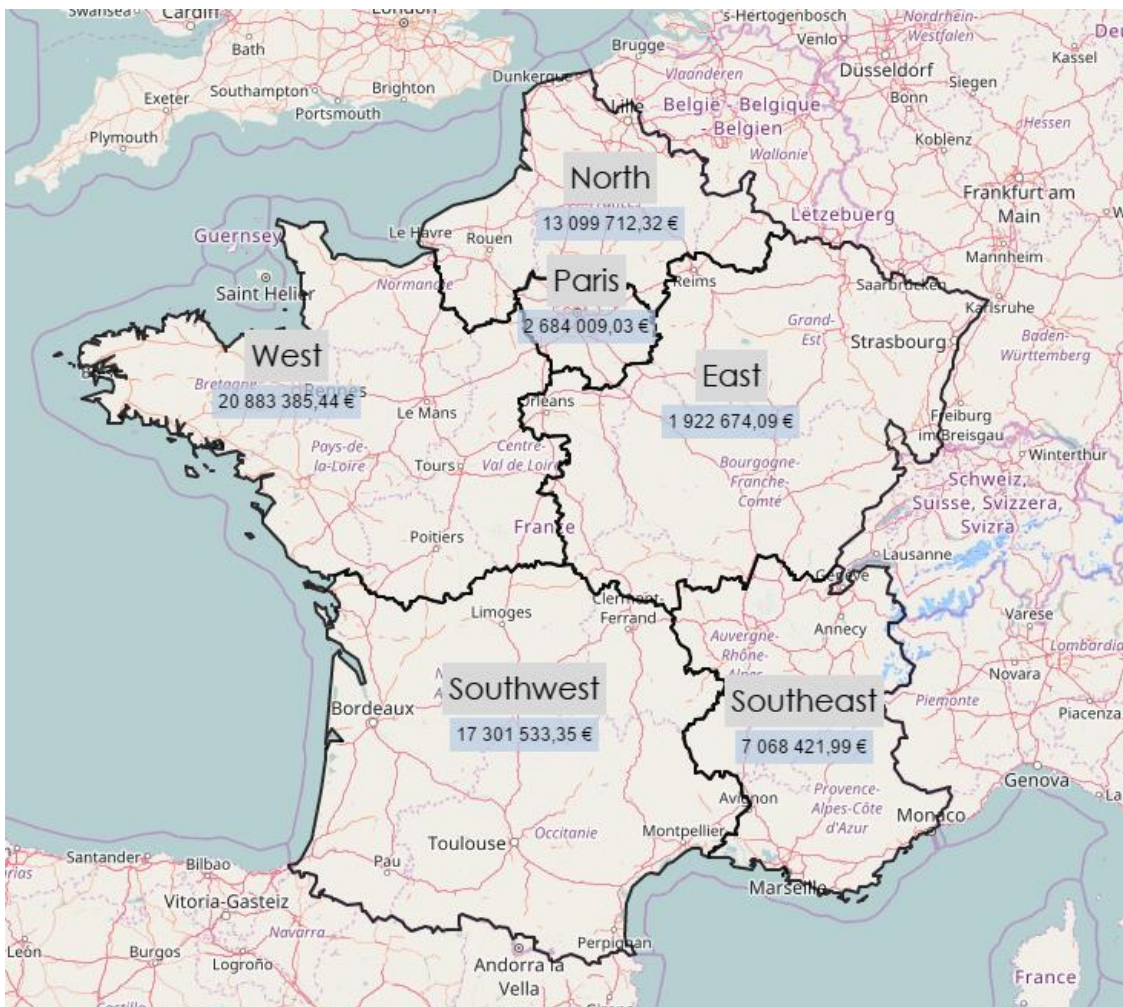 Swansea
Cardiff
London
Bath
's-Hertogenbosch
Nordrhein-
Westfalen
Venlo
Kassel
Brugge
Düsseldorf
Vlaanderen
Siegen
Dunkerque
Exeter
Southampton
Brighton
Portsmouth
Lille
België - Belgique
- Belgien
Bonn
Hessen
Plymouth
Koblenz
Wallonie
North
Frankfurt am
Main
Guernsey
Le Havre
13 099 712,32 €
Lëtzebuerg
Rouen
Mannheim
Saint Helier
Normandie
Paris
Reims
Saarbrücken
Karlsruhe
2 684 009,03 €
Grand-
Est
Strasbourg
Baden-
Württemberg
West
East
Bretagne
Rennes
20 883 385,44 €
Orléans
1 922 674,09 €
Le Mans
Freiburg
im Breisgau
Pays-de-
la-Loire
Tours
Centre-
Val de Loire
Bourgogne-
Franche-
Comté
Winterthur
Schweiz,
Suisse, Svizzera,
Svizra
France
Poitiers
Lausanne
Genève
Limoges
Clermont-
Ferrand
Annecy
Varese
Auvergne-
Rhône-
Alpes
Lombardia
Novara
Southwest
Southeast
Piemonte
Bordeaux
Piacenza
17 301 533,35 €
7 068 421,99 €
Genova
Avignon
Provence-
Alpes-Côte
d'Azur
Monaco
Toulouse
Occitanie
Montpellier
Santander
Bilbao
Pau
Marseille
Vitoria-Gasteiz
Navarra
Perpignan
León
Burgos
Logroño
Andorra la
Vella
France